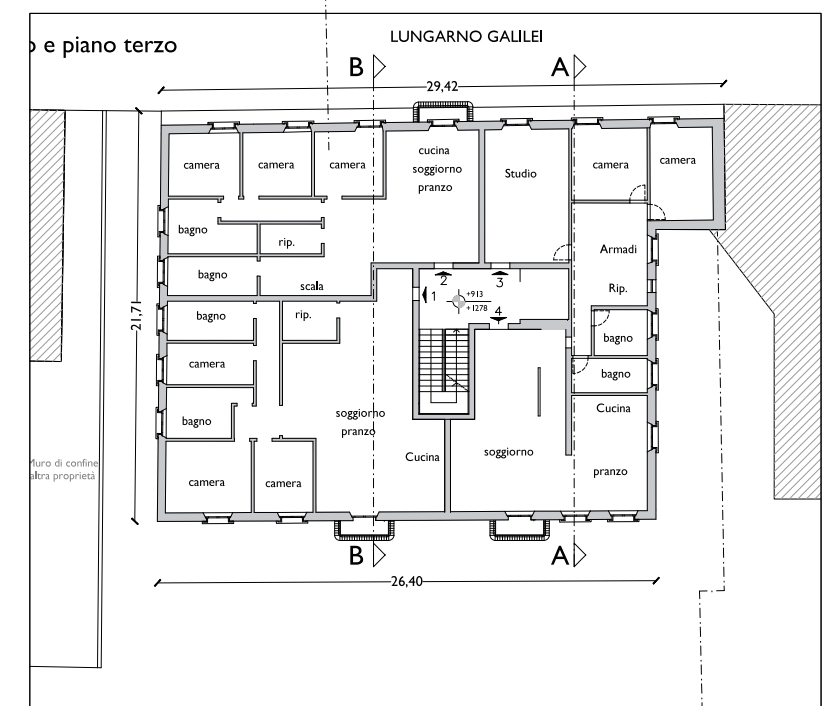 o e piano terzo
LUNGARNO GALILEI
B
A
29,42
camera
camera
camera
cucina
soggiorno
pranzo
Studio
camera
camera
bagno
rip.
Armadi
Rip.
bagno
scala
2
3
1
+913
+1278
4
21,71
bagno
rip.
bagno
camera
bagno
bagno
soggiorno
pranzo
Cucina
Cucina
soggiorno
pranzo
camera
camera
Muro di confine
altra proprietà
B
A
26,40